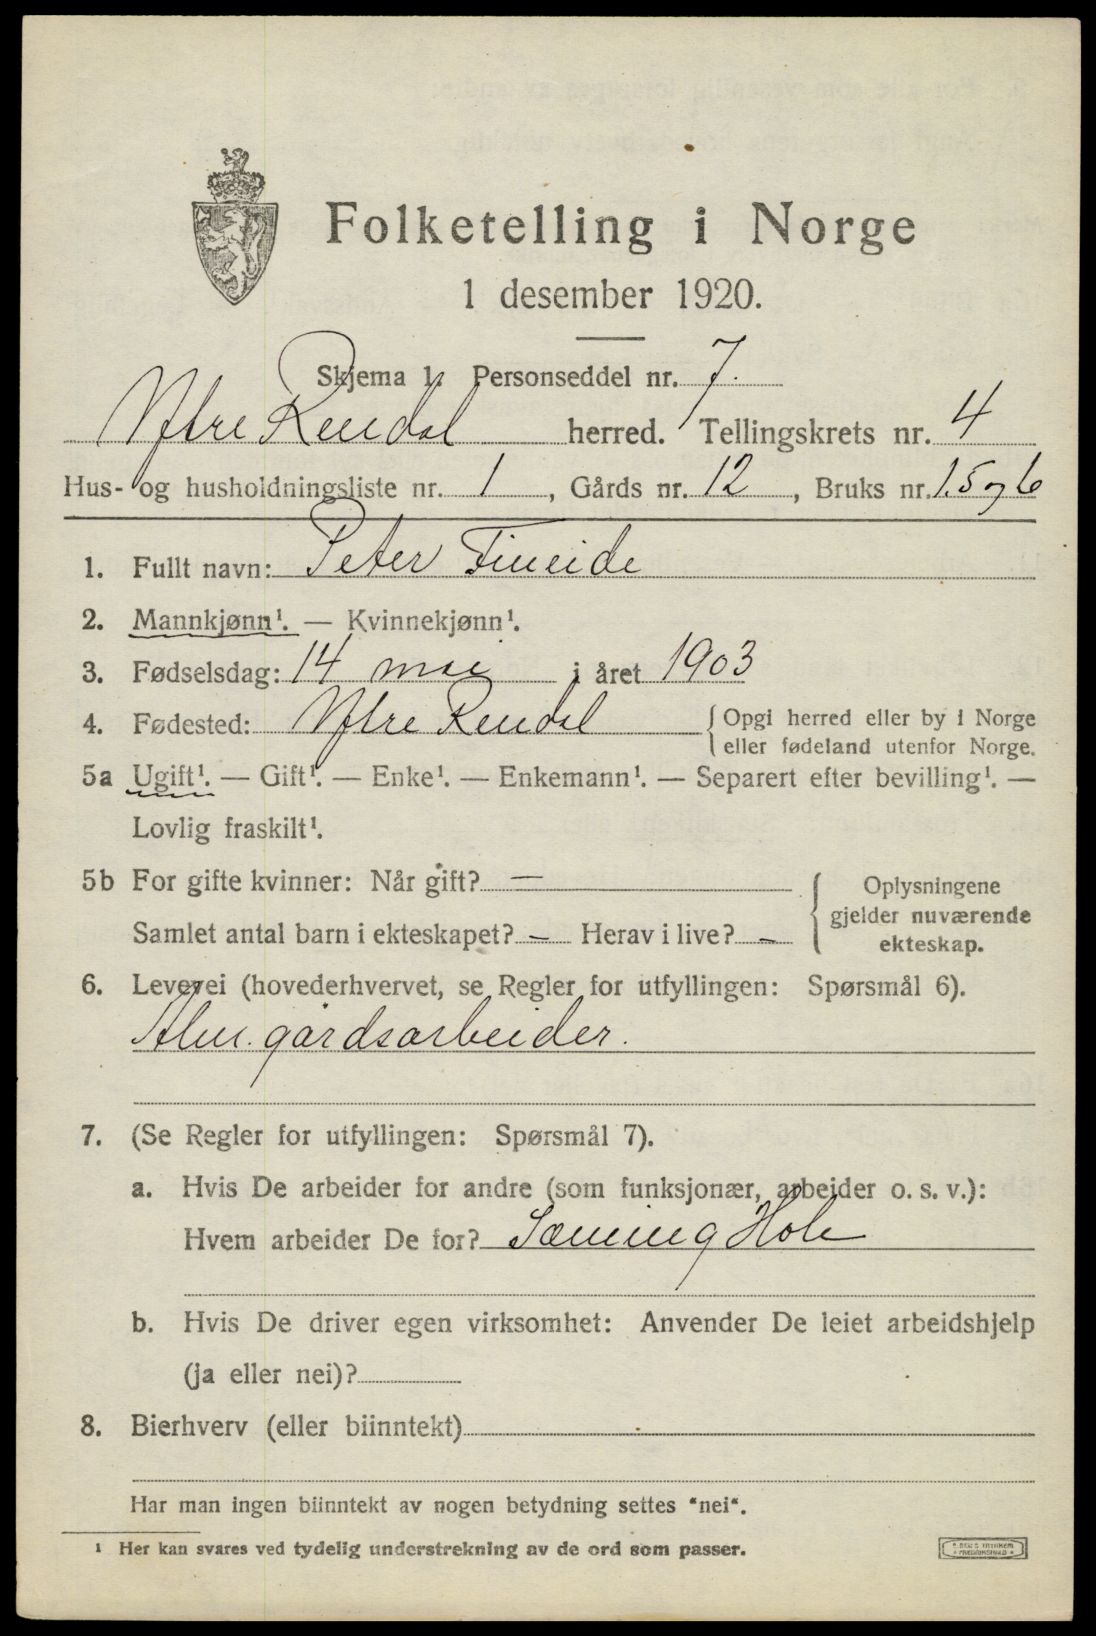 Folketelling i Norge
1 desember 1920.
Skjema 1. Personseddel nr. 7.
Ytre Rendal herred. Tellingskrets nr. 4
Hus- og husholdningsliste nr. 1, Gårds nr. 12, Bruks nr. 1.5 og 6
1. Fullt navn: Peter Fineide
2. Mannkjønn¹. — Kvinnekjønn¹.
3. Fødselsdag: 14 mai i året 1903
4. Fødested: Ytre Rendal {Opgi herred eller by i Norge
eller fødeland utenfor Norge.
5a Ugift¹. — Gift¹. — Enke¹. — Enkemann¹. — Separert efter bevilling¹. —
Lovlig fraskilt¹.
5b For gifte kvinner: Når gift? — { Oplysningene
gjelder nuværende
Samlet antal barn i ekteskapet? — Herav i live? —
ekteskap.
6. Levevei (hovederhvervet, se Regler for utfyllingen: Spørsmål 6).
Alm. gårdsarbeider.
7. (Se Regler for utfyllingen: Spørsmål 7).
a. Hvis De arbeider for andre (som funksjonær, arbeider o. s. v.):
Hvem arbeider De for? Sæming Hole
b. Hvis De driver egen virksomhet: Anvender De leiet arbeidshjelp
(ja eller nei)?
8. Bierhverv (eller biinntekt)
Har man ingen biinntekt av nogen betydning settes "nei".
¹ Her kan svares ved tydelig understrekning av de ord som passer.